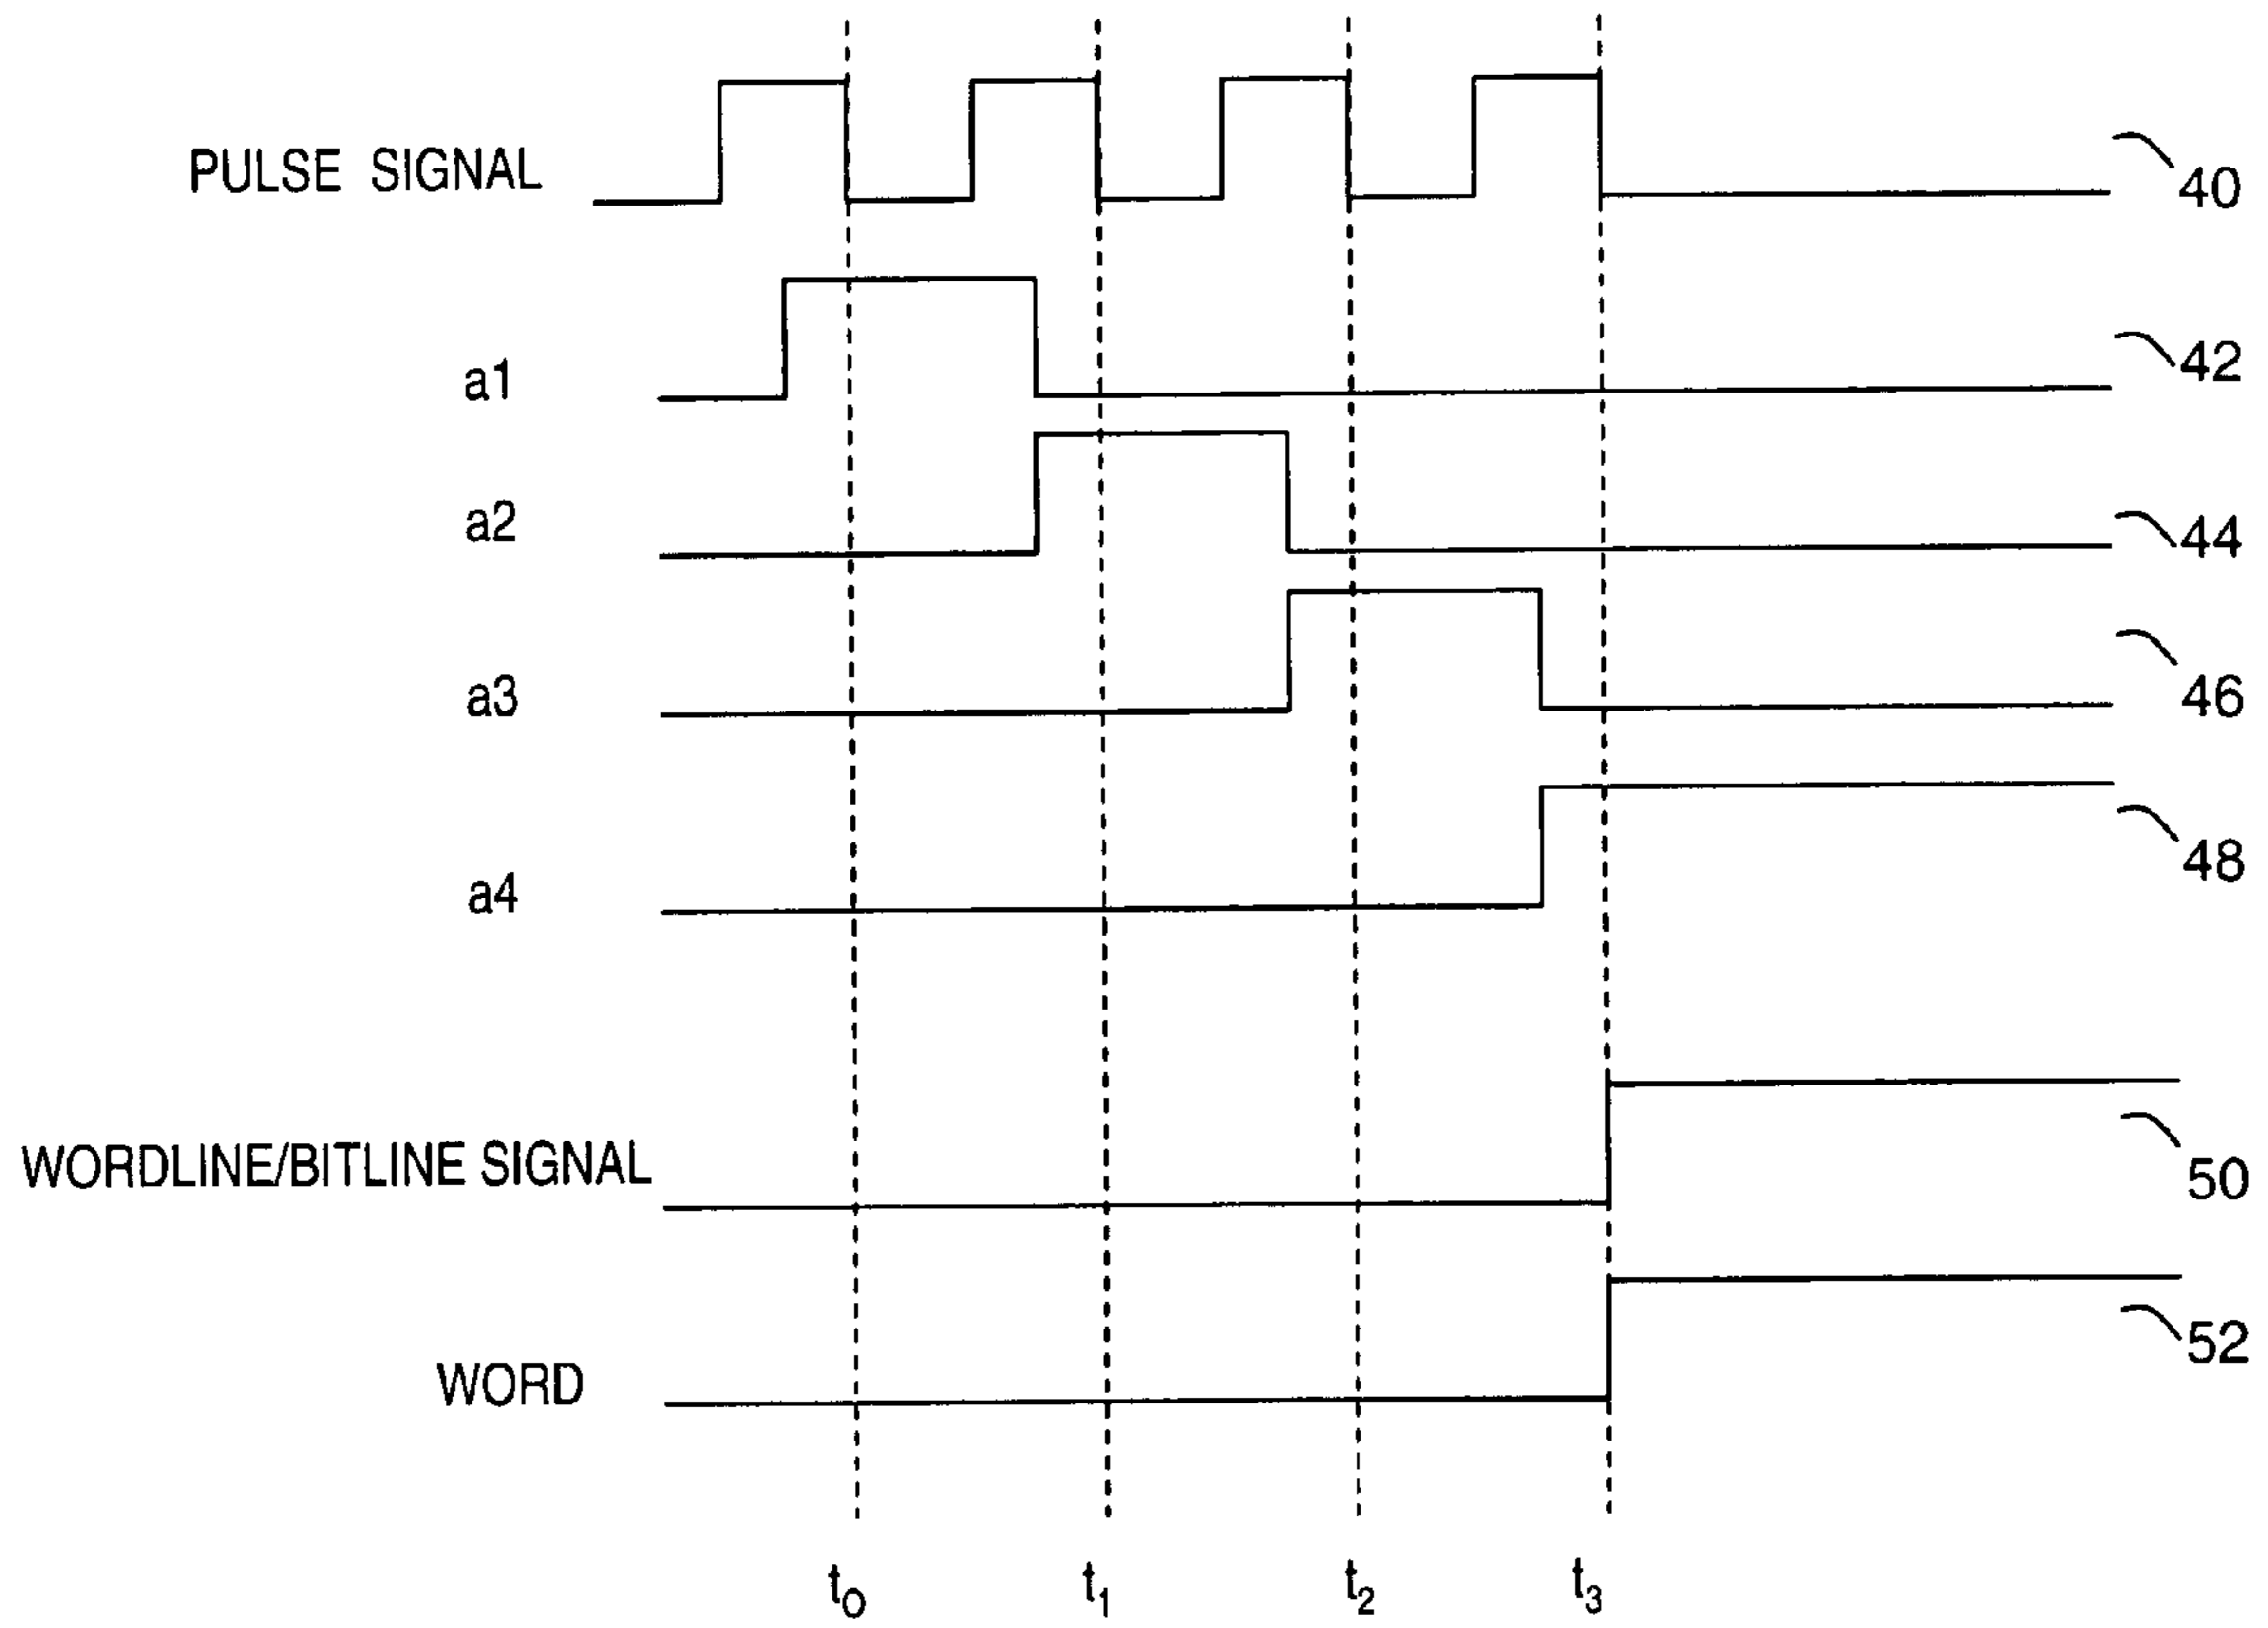 PULSE SIGNAL 40
a1 42
a2 44
a3 46
a4 48
WORDLINE/BITLINE SIGNAL 50
WORD 52
t0 t1 t2 t3